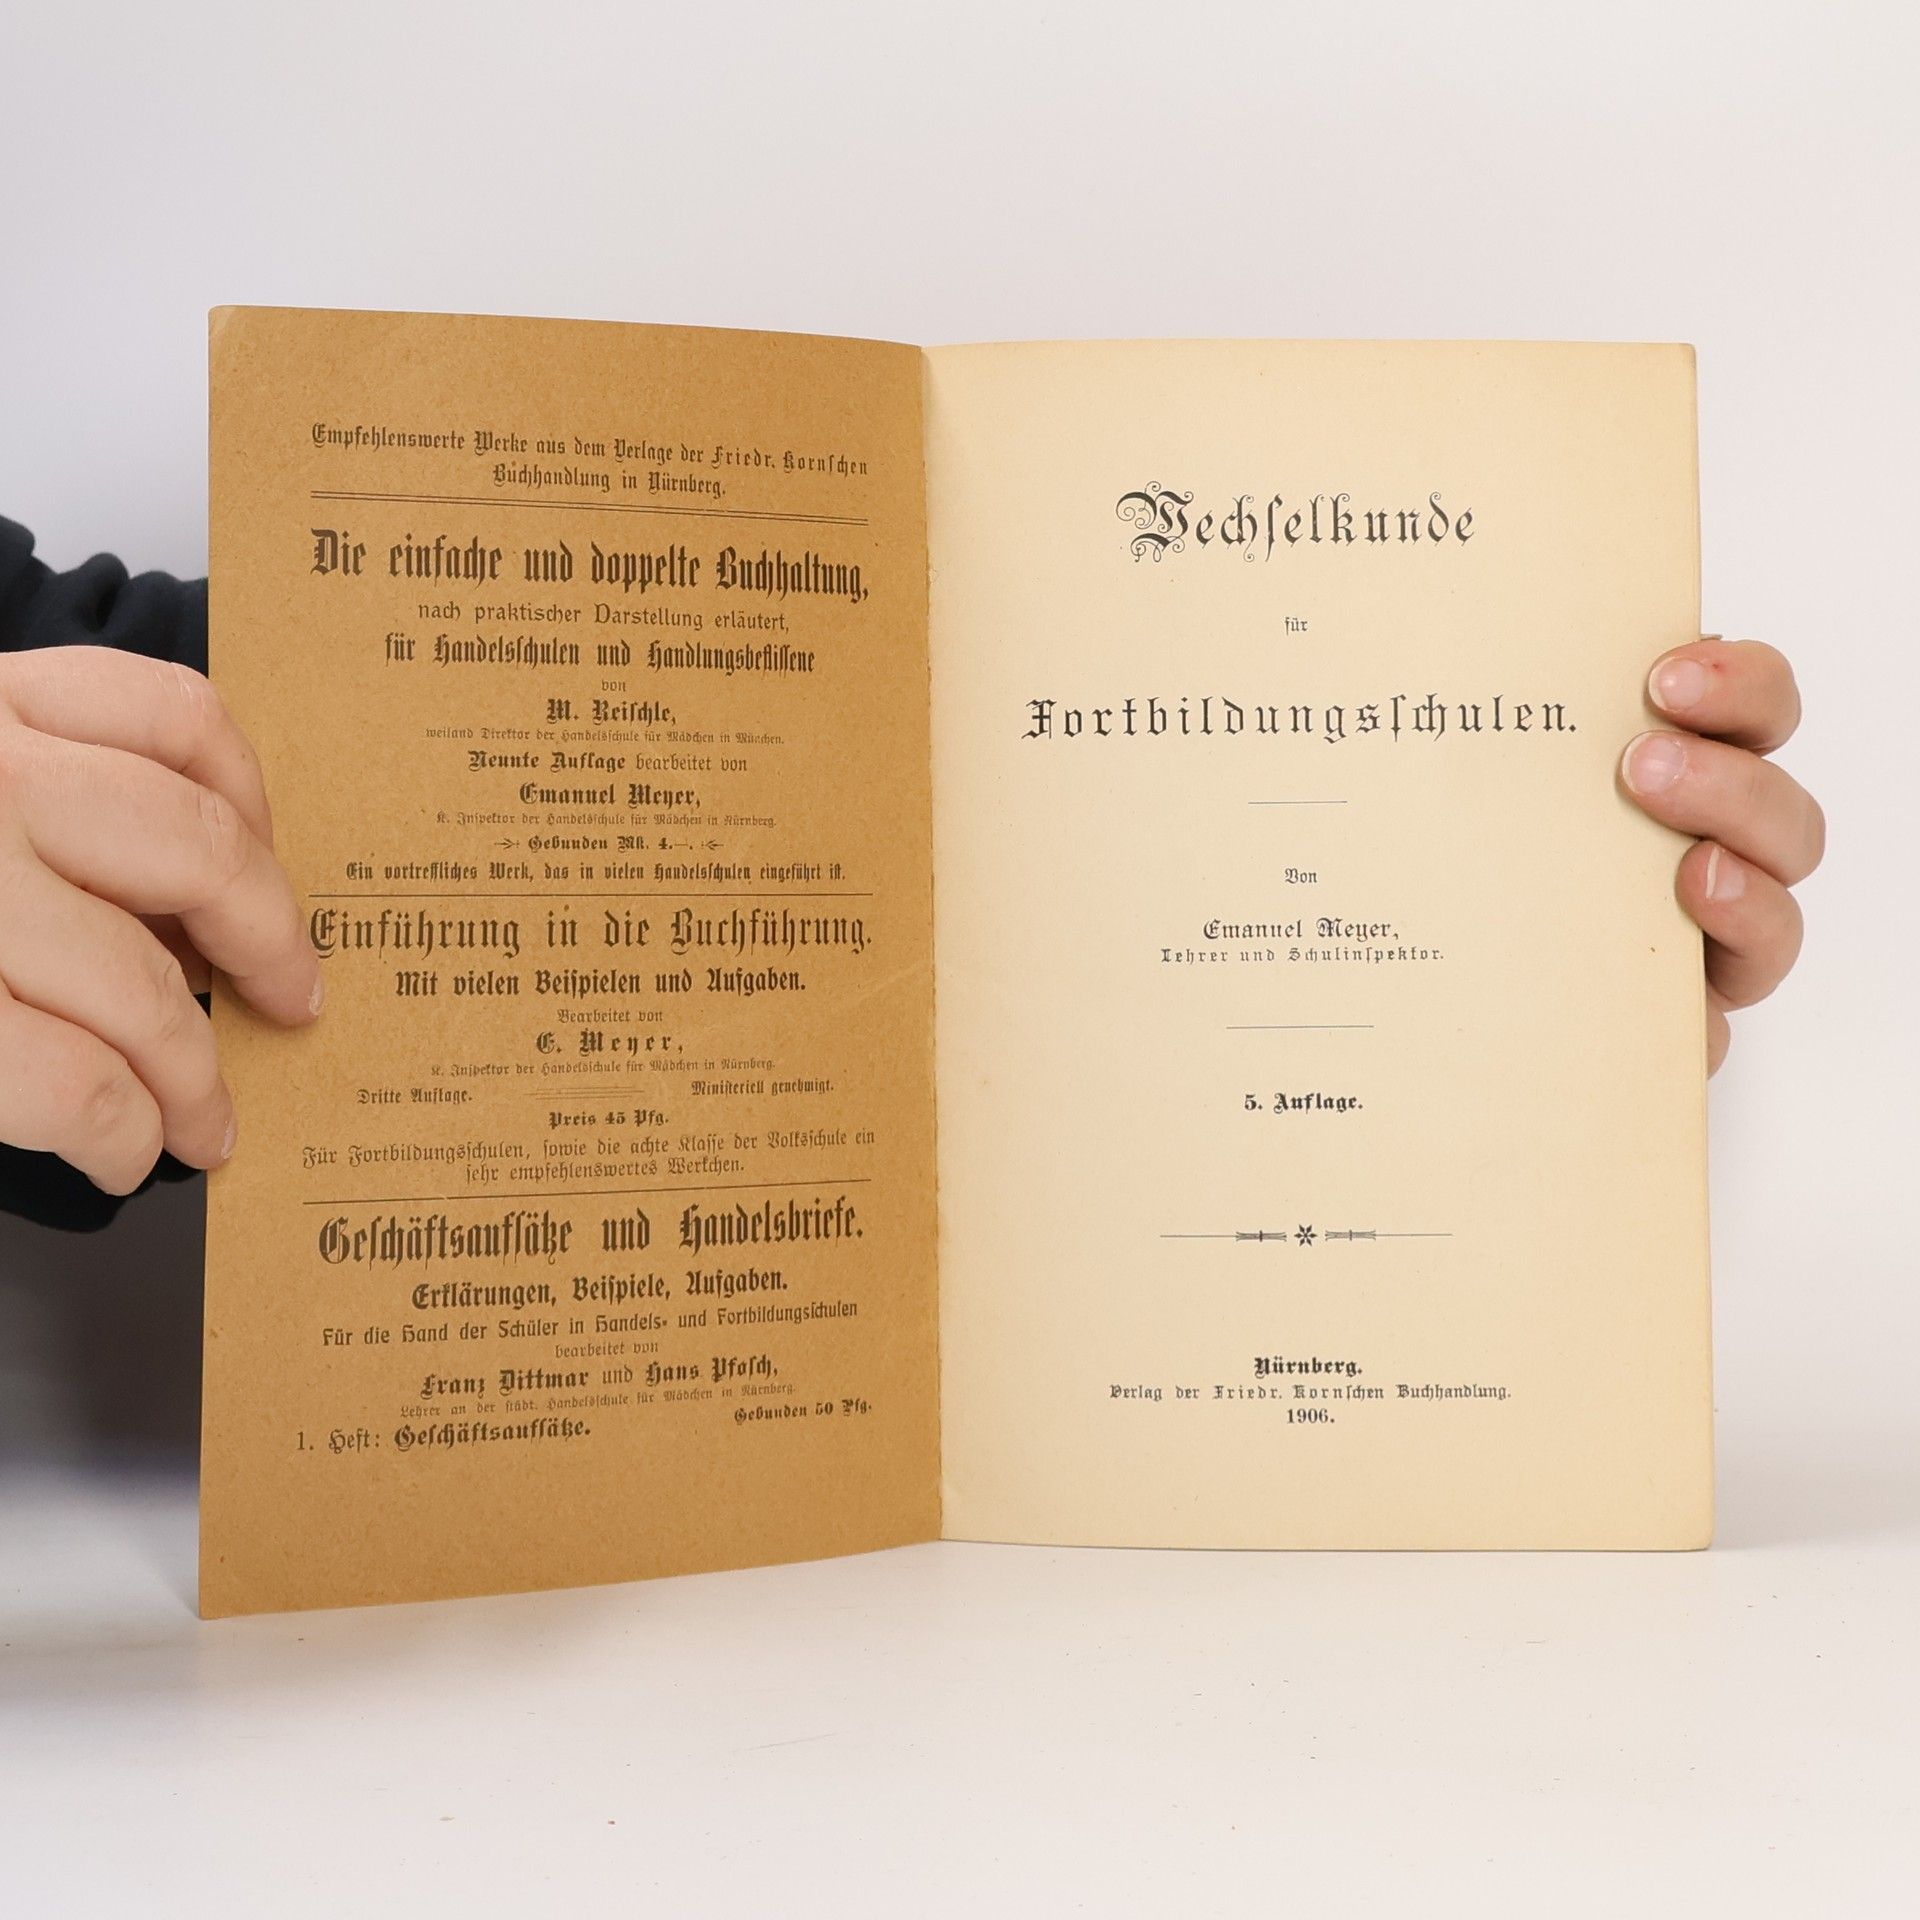 Empfehlenswerte Werke aus dem Verlage der Friedr. Kornſchen
Buchhandlung in Nürnberg.
Die einfache und doppelte Buchhaltung,
nach praktischer Darstellung erläutert,
für Handelsſchulen und Handlungsbefliſſene
von
M. Reiſchle,
weiland Direktor der Handelsſchule für Mädchen in München.
Neunte Auflage bearbeitet von
Emanuel Meyer,
K. Inſpektor der Handelsſchule für Mädchen in Nürnberg.
Gebunden Mk. 4.—.
Ein vortreffliches Werk, das in vielen Handelsſchulen eingeführt iſt.
Einführung in die Buchführung.
Mit vielen Beiſpielen und Aufgaben.
Bearbeitet von
E. Meyer,
K. Inſpektor der Handelsſchule für Mädchen in Nürnberg.
Dritte Auflage. Miniſteriell genehmigt.
Preis 45 Pfg.
Für Fortbildungsſchulen, ſowie die achte Klaſſe der Volksſchule ein
ſehr empfehlenswertes Werkchen.
Geſchäftsaufſätze und Handelsbriefe.
Erklärungen, Beiſpiele, Aufgaben.
Für die Hand der Schüler in Handels- und Fortbildungsſchulen
bearbeitet von
Franz Dittmar und Hans Pfoſch,
Lehrer an der ſtädt. Handelsſchule für Mädchen in Nürnberg.
1. Heft: Geſchäftsaufſätze. Gebunden 50 Pfg.
Wechſelkunde
für
Fortbildungsſchulen.
Von
Emanuel Meyer,
Lehrer und Schulinſpektor.
5. Auflage.
Nürnberg.
Verlag der Friedr. Kornſchen Buchhandlung.
1906.